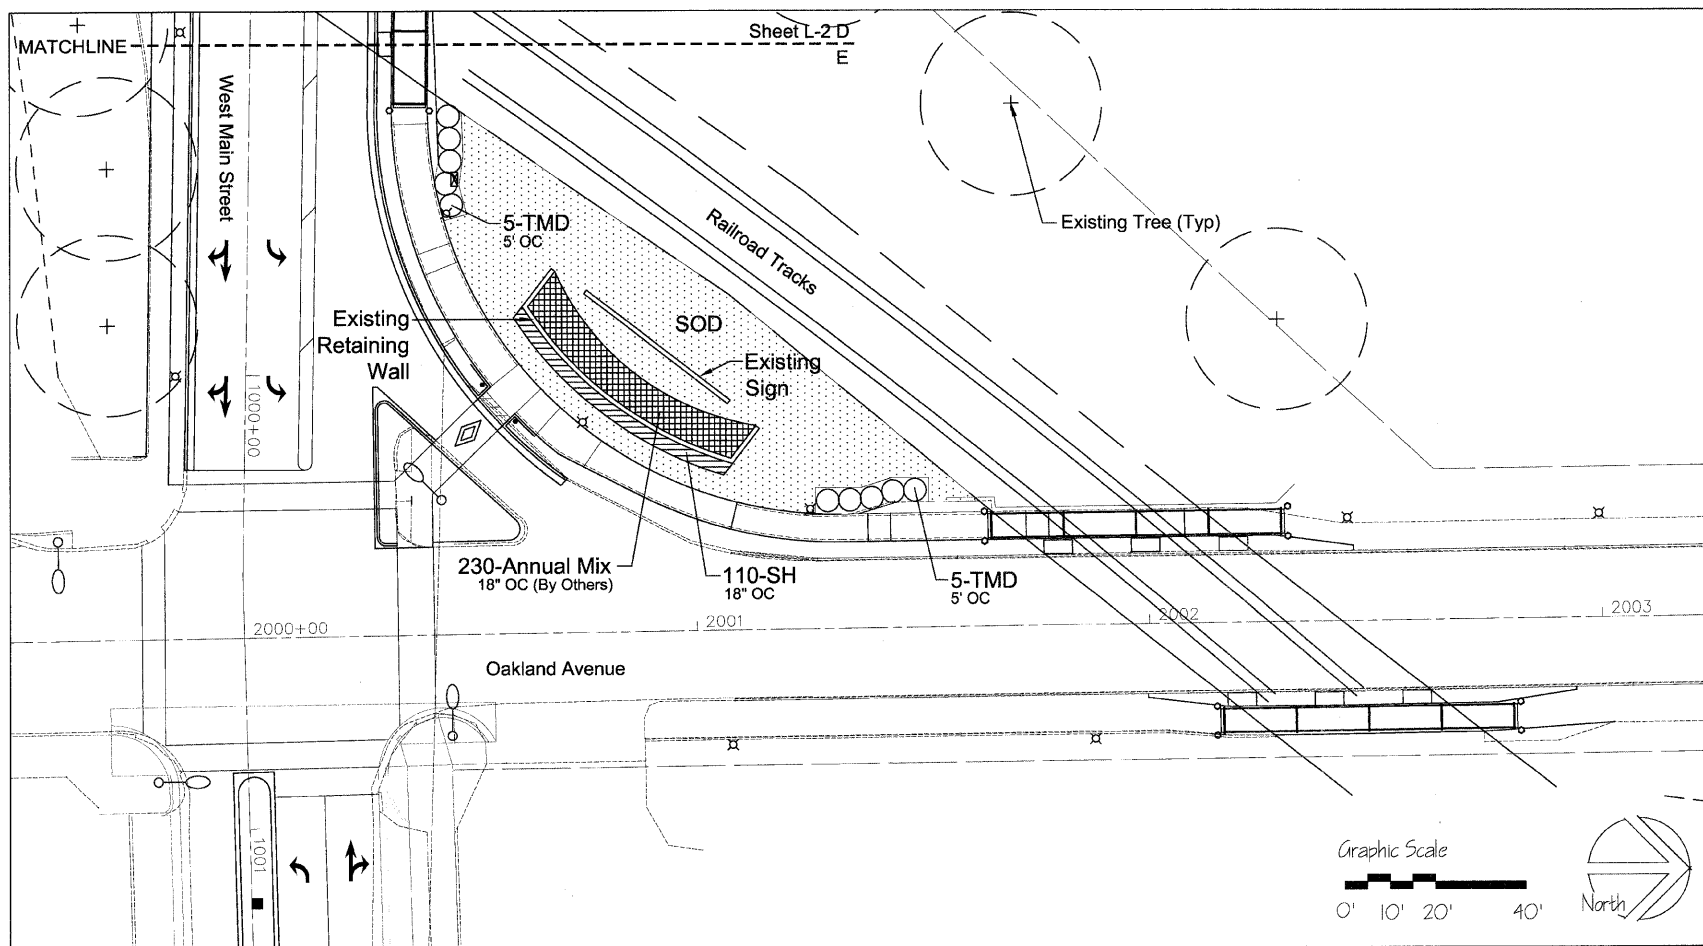 Sheet L-2 D
MATCHLINE
E
West Main Street
Existing Tree (Typ)
5-TMD
5' OC
Railroad Tracks
Existing
Retaining
Wall
SOD
Existing
Sign
1000+00
230-Annual Mix
18" OC (By Others)
110-SH
18" OC
5-TMD
5' OC
2000+00
2001
2002
2003
Oakland Avenue
1001
Graphic Scale
0' 10' 20' 40'
North